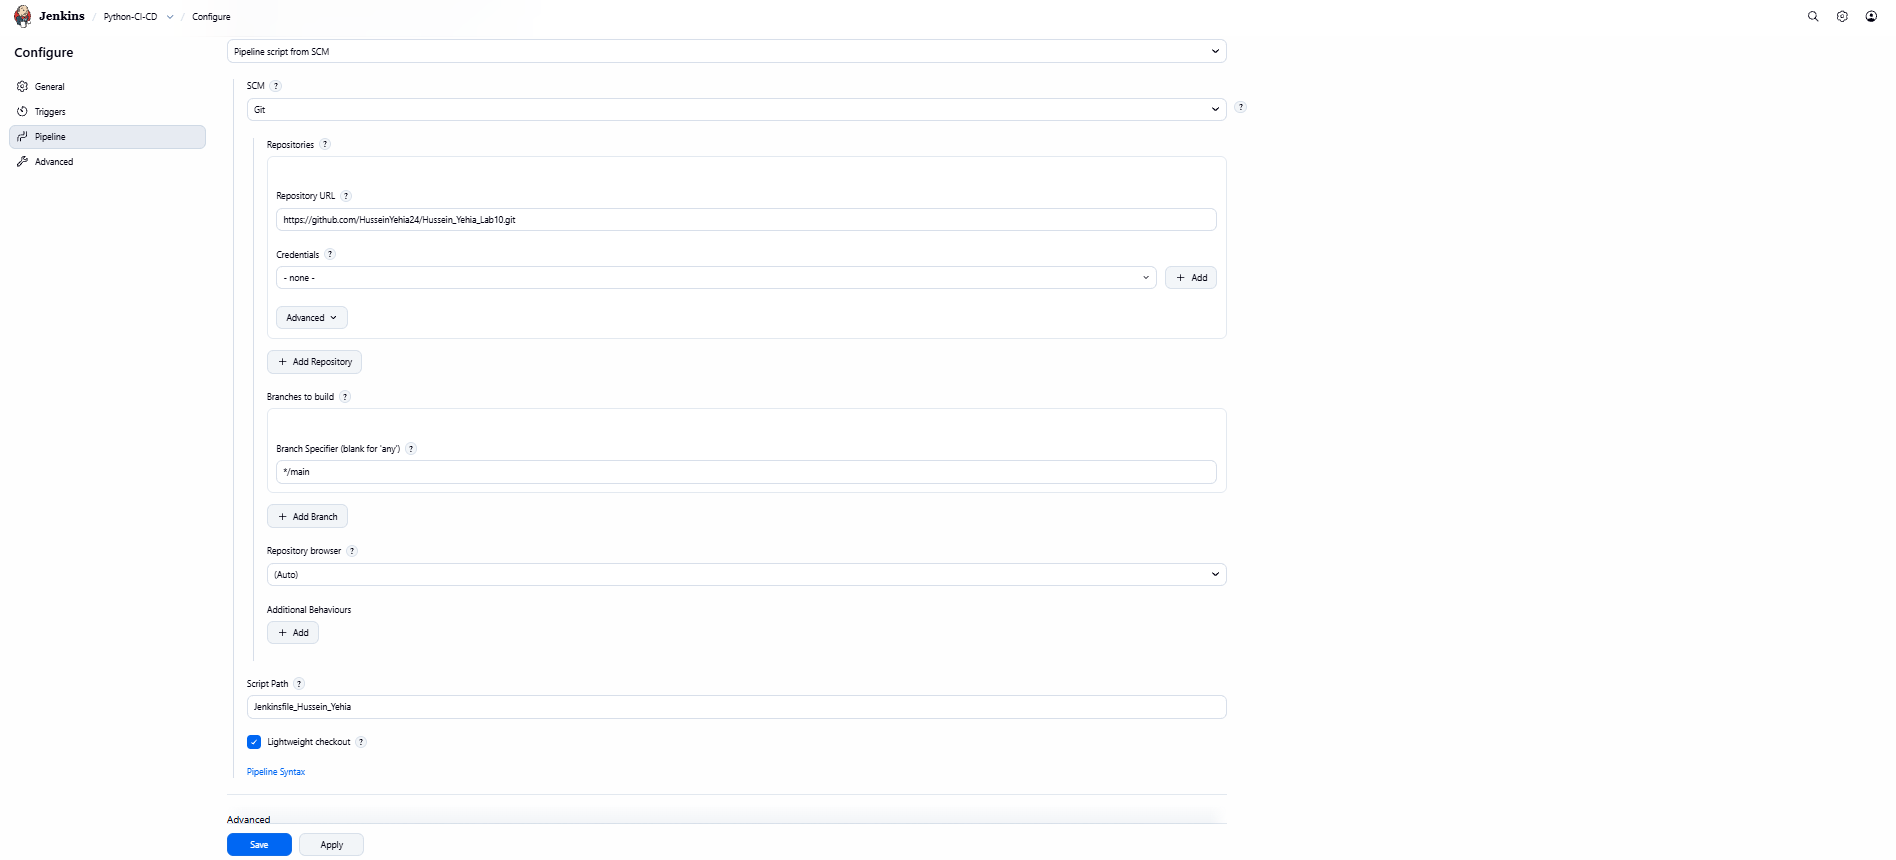 Jenkins / Python-CI-CD / Configure
Configure
General
Triggers
Pipeline
Advanced
Pipeline script from SCM
SCM ?
Git
?
Repositories ?
Repository URL ?
https://github.com/HusseinYehia24/Hussein_Yehia_Lab10.git
Credentials ?
- none -
+ Add
Advanced
+ Add Repository
Branches to build ?
Branch Specifier (blank for 'any') ?
*/main
+ Add Branch
Repository browser ?
(Auto)
Additional Behaviours
+ Add
Script Path ?
Jenkinsfile_Hussein_Yehia
Lightweight checkout ?
Pipeline Syntax
Advanced
Save
Apply